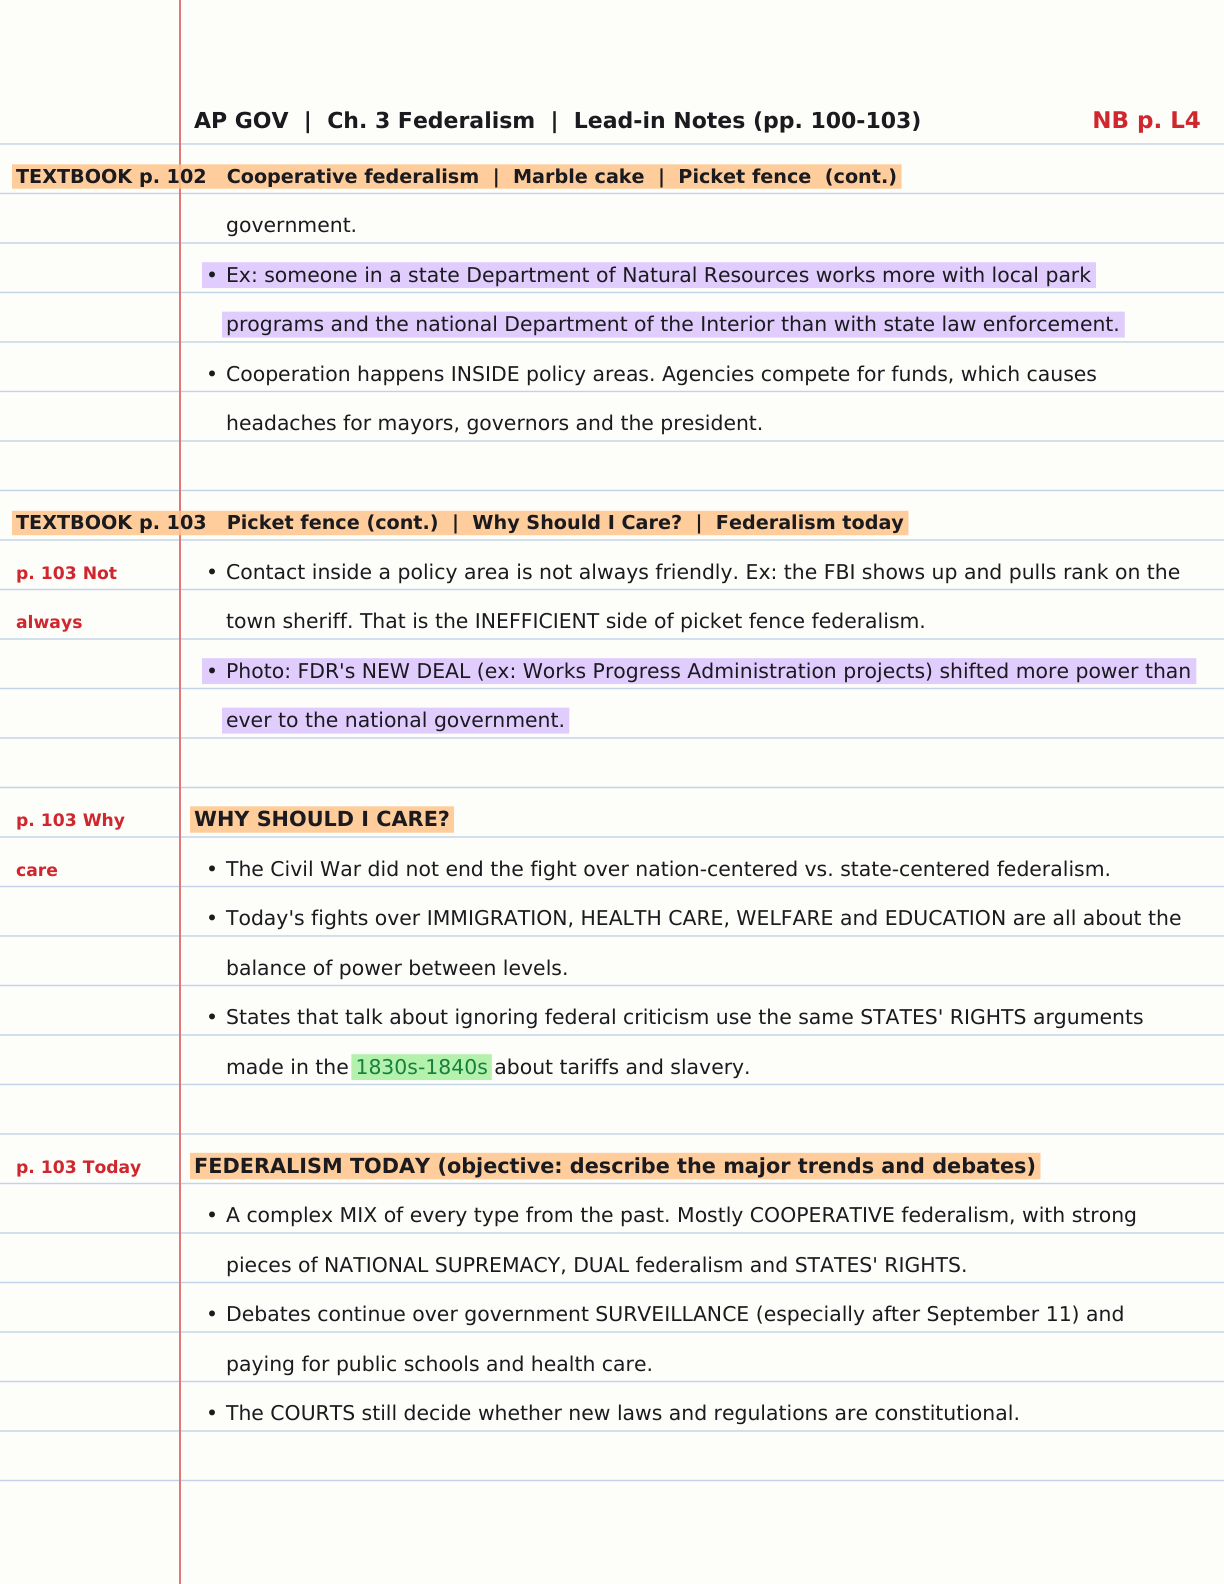 AP GOV | Ch. 3 Federalism | Lead-in Notes (pp. 100-103) NB p. L4
TEXTBOOK p. 102 Cooperative federalism | Marble cake | Picket fence (cont.)
government.
• Ex: someone in a state Department of Natural Resources works more with local park
programs and the national Department of the Interior than with state law enforcement.
• Cooperation happens INSIDE policy areas. Agencies compete for funds, which causes
headaches for mayors, governors and the president.
TEXTBOOK p. 103 Picket fence (cont.) | Why Should I Care? | Federalism today
p. 103 Not • Contact inside a policy area is not always friendly. Ex: the FBI shows up and pulls rank on the
always town sheriff. That is the INEFFICIENT side of picket fence federalism.
• Photo: FDR's NEW DEAL (ex: Works Progress Administration projects) shifted more power than
ever to the national government.
p. 103 Why WHY SHOULD I CARE?
care • The Civil War did not end the fight over nation-centered vs. state-centered federalism.
• Today's fights over IMMIGRATION, HEALTH CARE, WELFARE and EDUCATION are all about the
balance of power between levels.
• States that talk about ignoring federal criticism use the same STATES' RIGHTS arguments
made in the 1830s-1840s about tariffs and slavery.
p. 103 Today FEDERALISM TODAY (objective: describe the major trends and debates)
• A complex MIX of every type from the past. Mostly COOPERATIVE federalism, with strong
pieces of NATIONAL SUPREMACY, DUAL federalism and STATES' RIGHTS.
• Debates continue over government SURVEILLANCE (especially after September 11) and
paying for public schools and health care.
• The COURTS still decide whether new laws and regulations are constitutional.